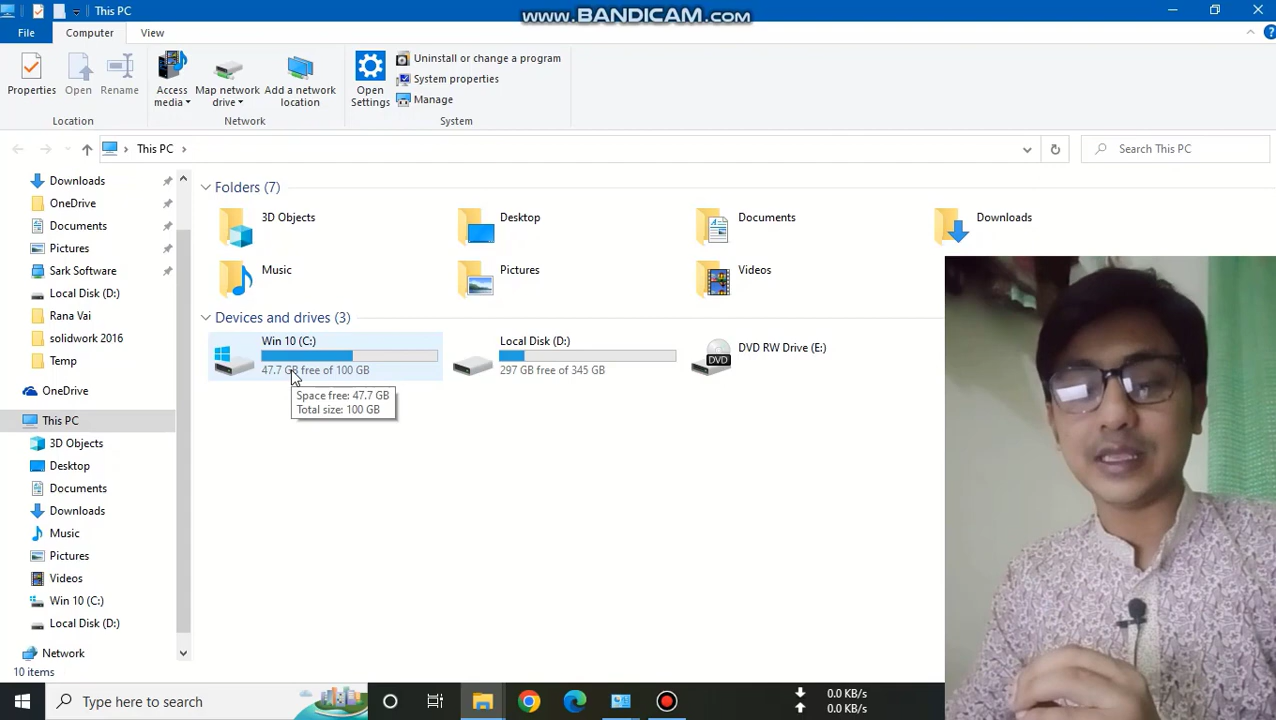 This PC
www.BANDICAM.com
File
Computer
View
Properties
Open
Rename
Access media
Map network drive
Add a network location
Open Settings
Uninstall or change a program
System properties
Manage
Location
Network
System
This PC
Search This PC
Downloads
OneDrive
Documents
Pictures
Sark Software
Local Disk (D:)
Rana Vai
solidwork 2016
Temp
OneDrive
This PC
3D Objects
Desktop
Documents
Downloads
Music
Pictures
Videos
Win 10 (C:)
Local Disk (D:)
Network
10 items
Folders (7)
3D Objects
Desktop
Documents
Downloads
Music
Pictures
Videos
Devices and drives (3)
Win 10 (C:)
47.7 GB free of 100 GB
Space free: 47.7 GB
Total size: 100 GB
Local Disk (D:)
297 GB free of 345 GB
DVD
DVD RW Drive (E:)
Type here to search
0.0 KB/s
0.0 KB/s